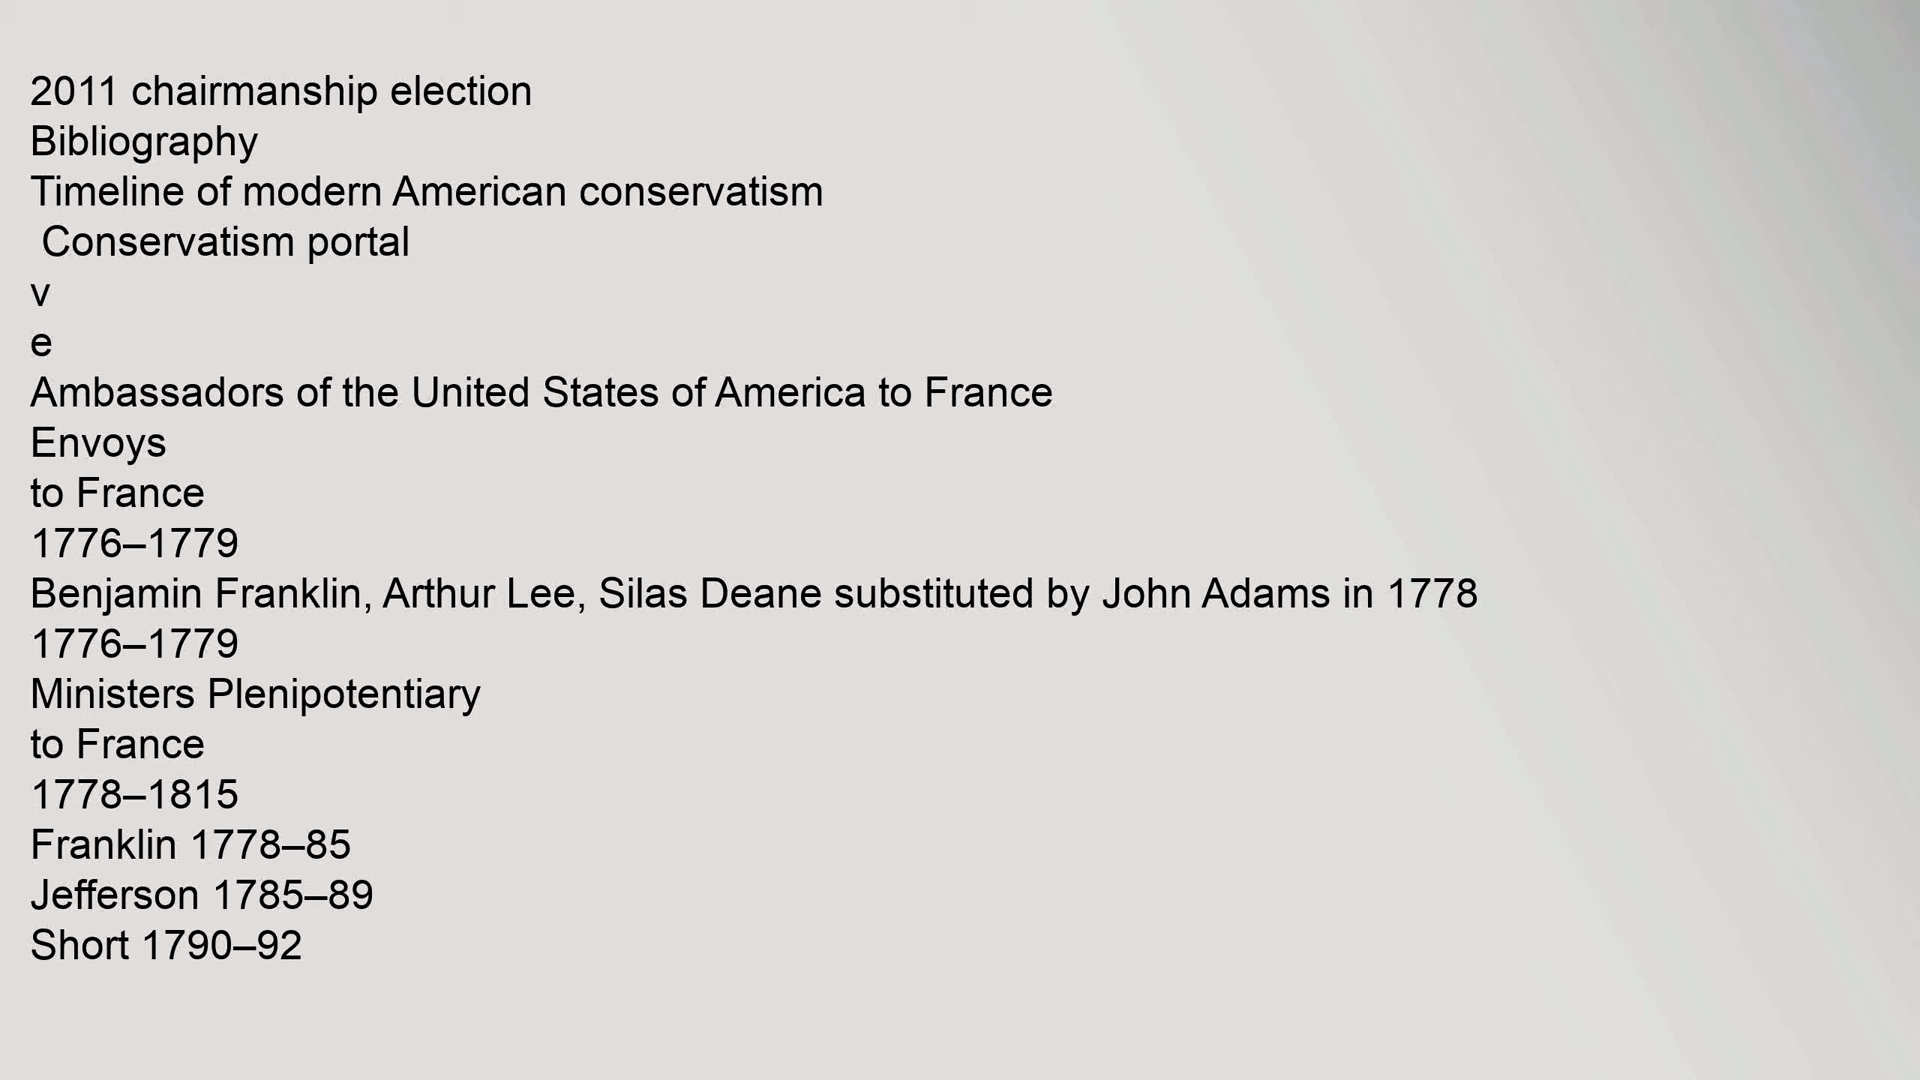 2011 chairmanship election
Bibliography
Timeline of modern American conservatism
Conservatism portal
v
e
Ambassadors of the United States of America to France
Envoys
to France
1776–1779
Benjamin Franklin, Arthur Lee, Silas Deane substituted by John Adams in 1778
1776–1779
Ministers Plenipotentiary
to France
1778–1815
Franklin 1778–85
Jefferson 1785–89
Short 1790–92